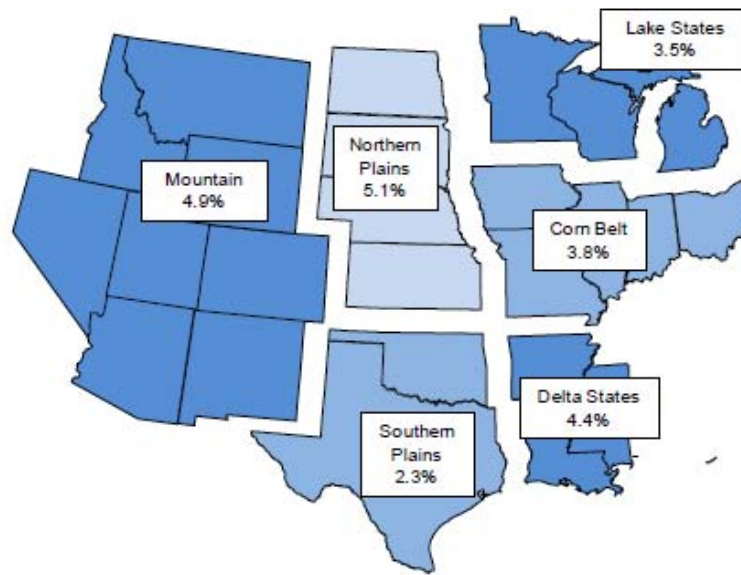 Lake States
3.5%
Northern
Plains
5.1%
Mountain
4.9%
Corn Belt
3.8%
Delta States
4.4%
Southern
Plains
2.3%